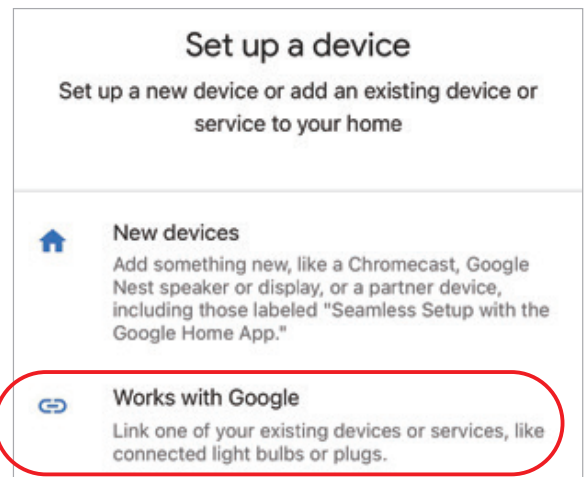 Set up a device
Set up a new device or add an existing device or
service to your home
New devices
Add something new, like a Chromecast, Google
Nest speaker or display, or a partner device,
including those labeled "Seamless Setup with the
Google Home App."
Works with Google
Link one of your existing devices or services, like
connected light bulbs or plugs.